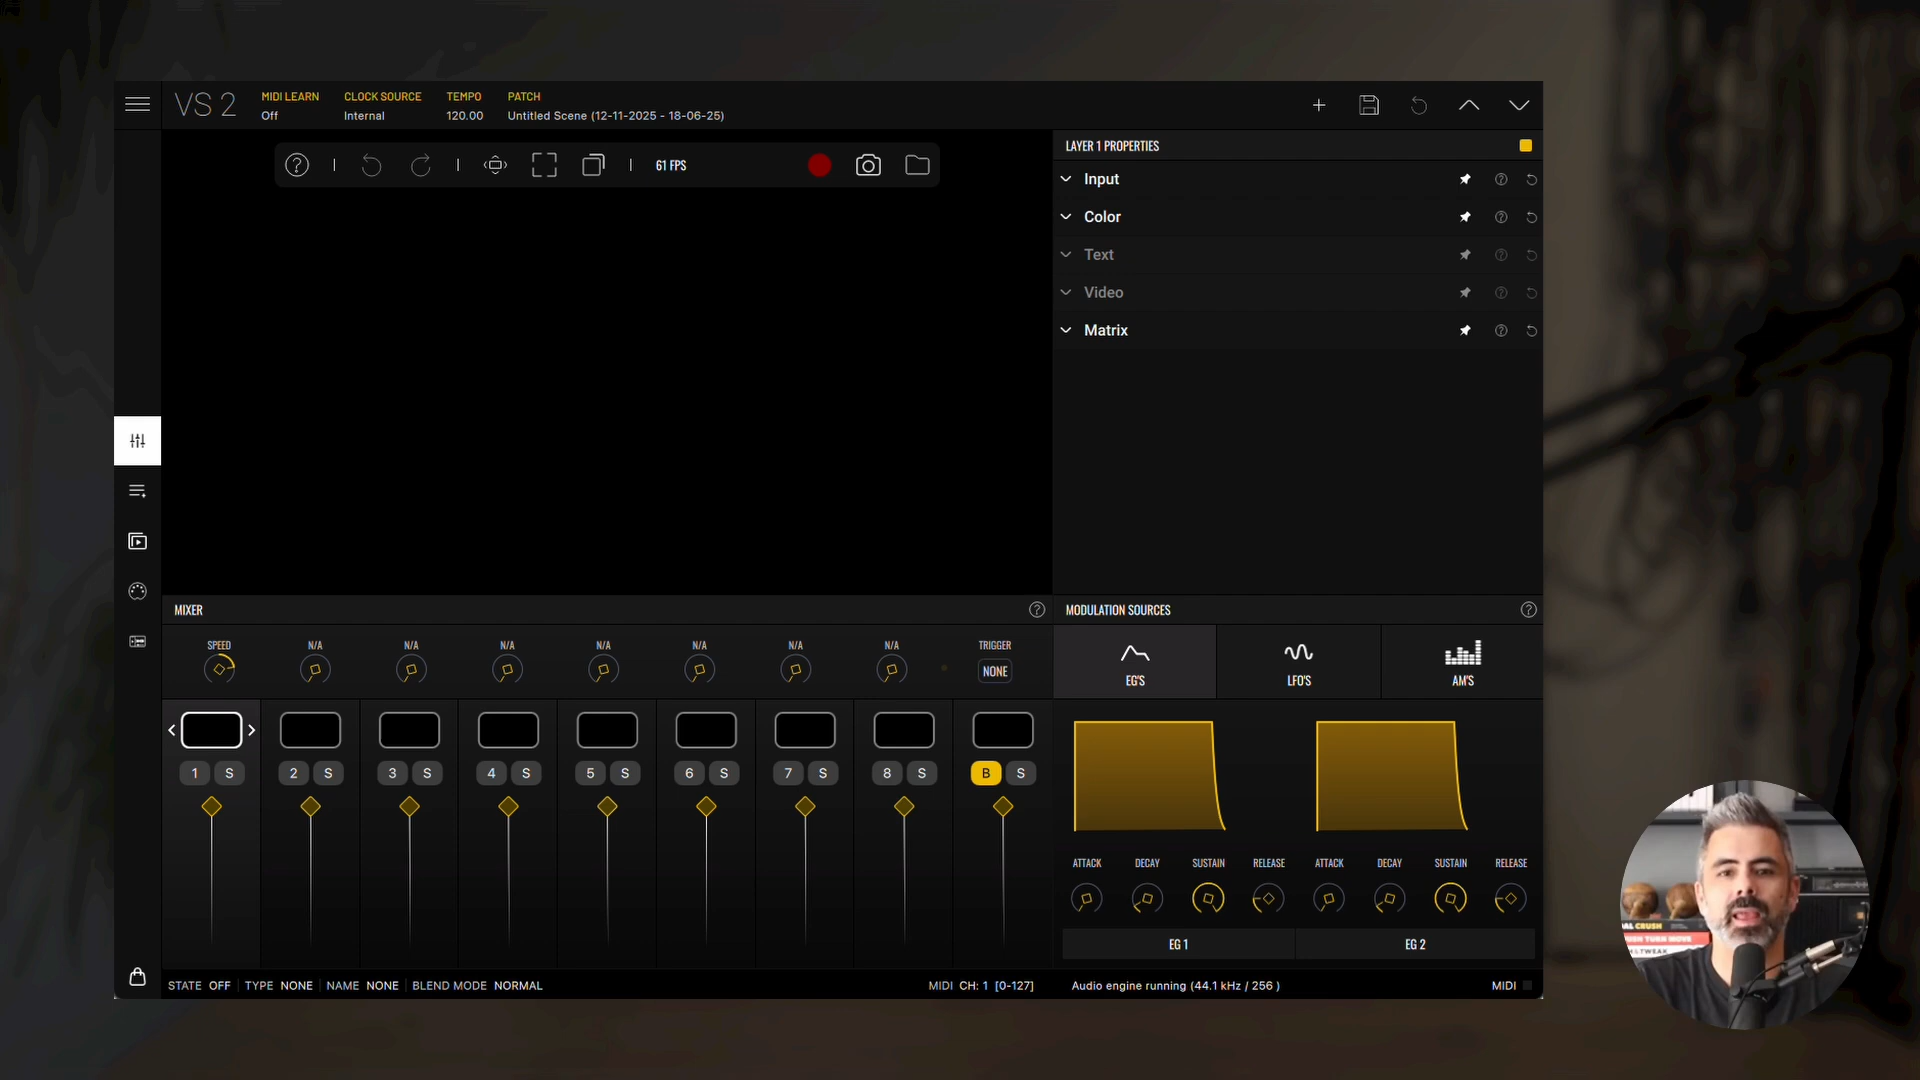 VS 2
MIDI LEARN
Off
CLOCK SOURCE
Internal
TEMPO
120.00
PATCH
Untitled Scene (12-11-2025 - 18-06-25)
61 FPS
LAYER 1 PROPERTIES
Input
Color
Text
Video
Matrix
MIXER
SPEED N/A N/A N/A N/A N/A N/A N/A TRIGGER
NONE
1 S 2 S 3 S 4 S 5 S 6 S 7 S 8 S B S
MODULATION SOURCES
EG'S LFO'S AM'S
ATTACK DECAY SUSTAIN RELEASE ATTACK DECAY SUSTAIN RELEASE
EG 1 EG 2
STATE OFF TYPE NONE NAME NONE BLEND MODE NORMAL
MIDI CH: 1 [0-127]
Audio engine running (44.1 kHz / 256 )
MIDI
CRUSH
TURN MOVE
TWEAK